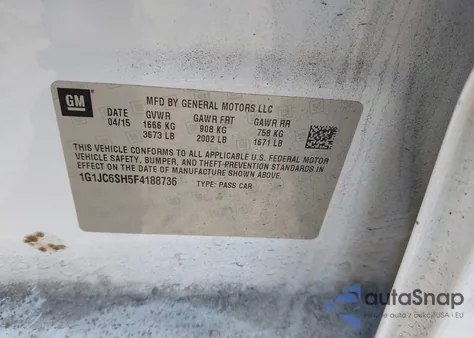 GM
MFD BY GENERAL MOTORS LLC
DATE GVWR GAWR FRT GAWR RR
04/15 1666 KG 908 KG 758 KG
3673 LB 2002 LB 1671 LB
THIS VEHICLE CONFORMS TO ALL APPLICABLE U.S. FEDERAL MOTOR
VEHICLE SAFETY, BUMPER, AND THEFT PREVENTION STANDARDS IN
EFFECT ON THE DATE OF MANUFACTURE SHOWN ABOVE.
1G1JC6SH5F4188736 TYPE: PASS CAR
autoSnap